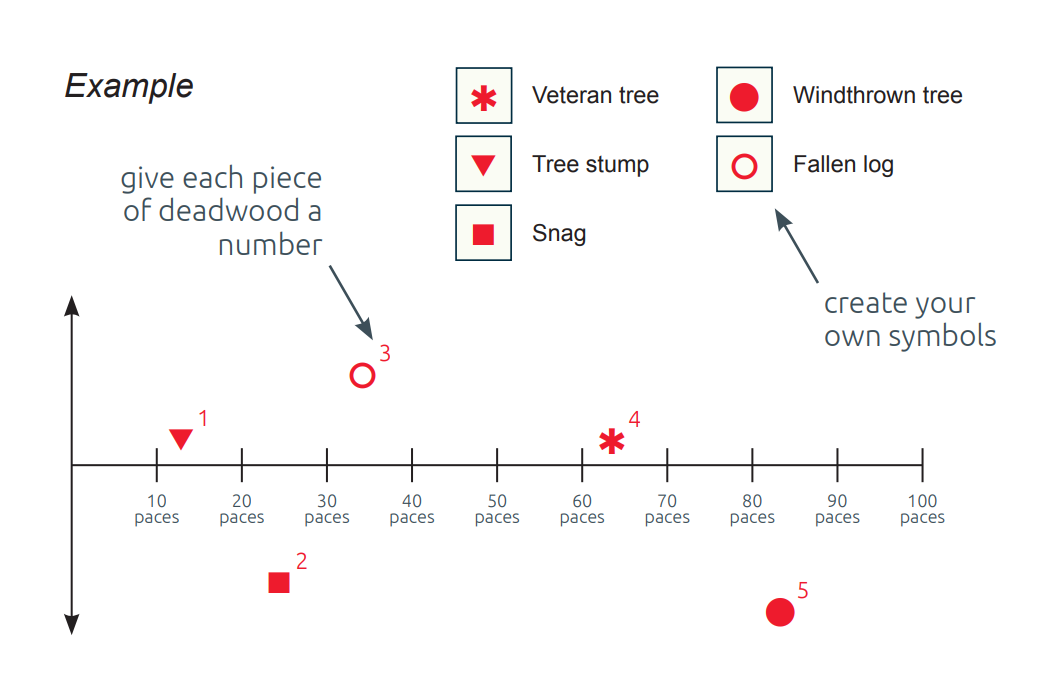 Example
Veteran tree
Windthrown tree
Tree stump
Fallen log
Snag
give each piece
of deadwood a
number
create your
own symbols
3
1
4
10 20 30 40 50 60 70 80 90 100
paces paces paces paces paces paces paces paces paces paces
2
5